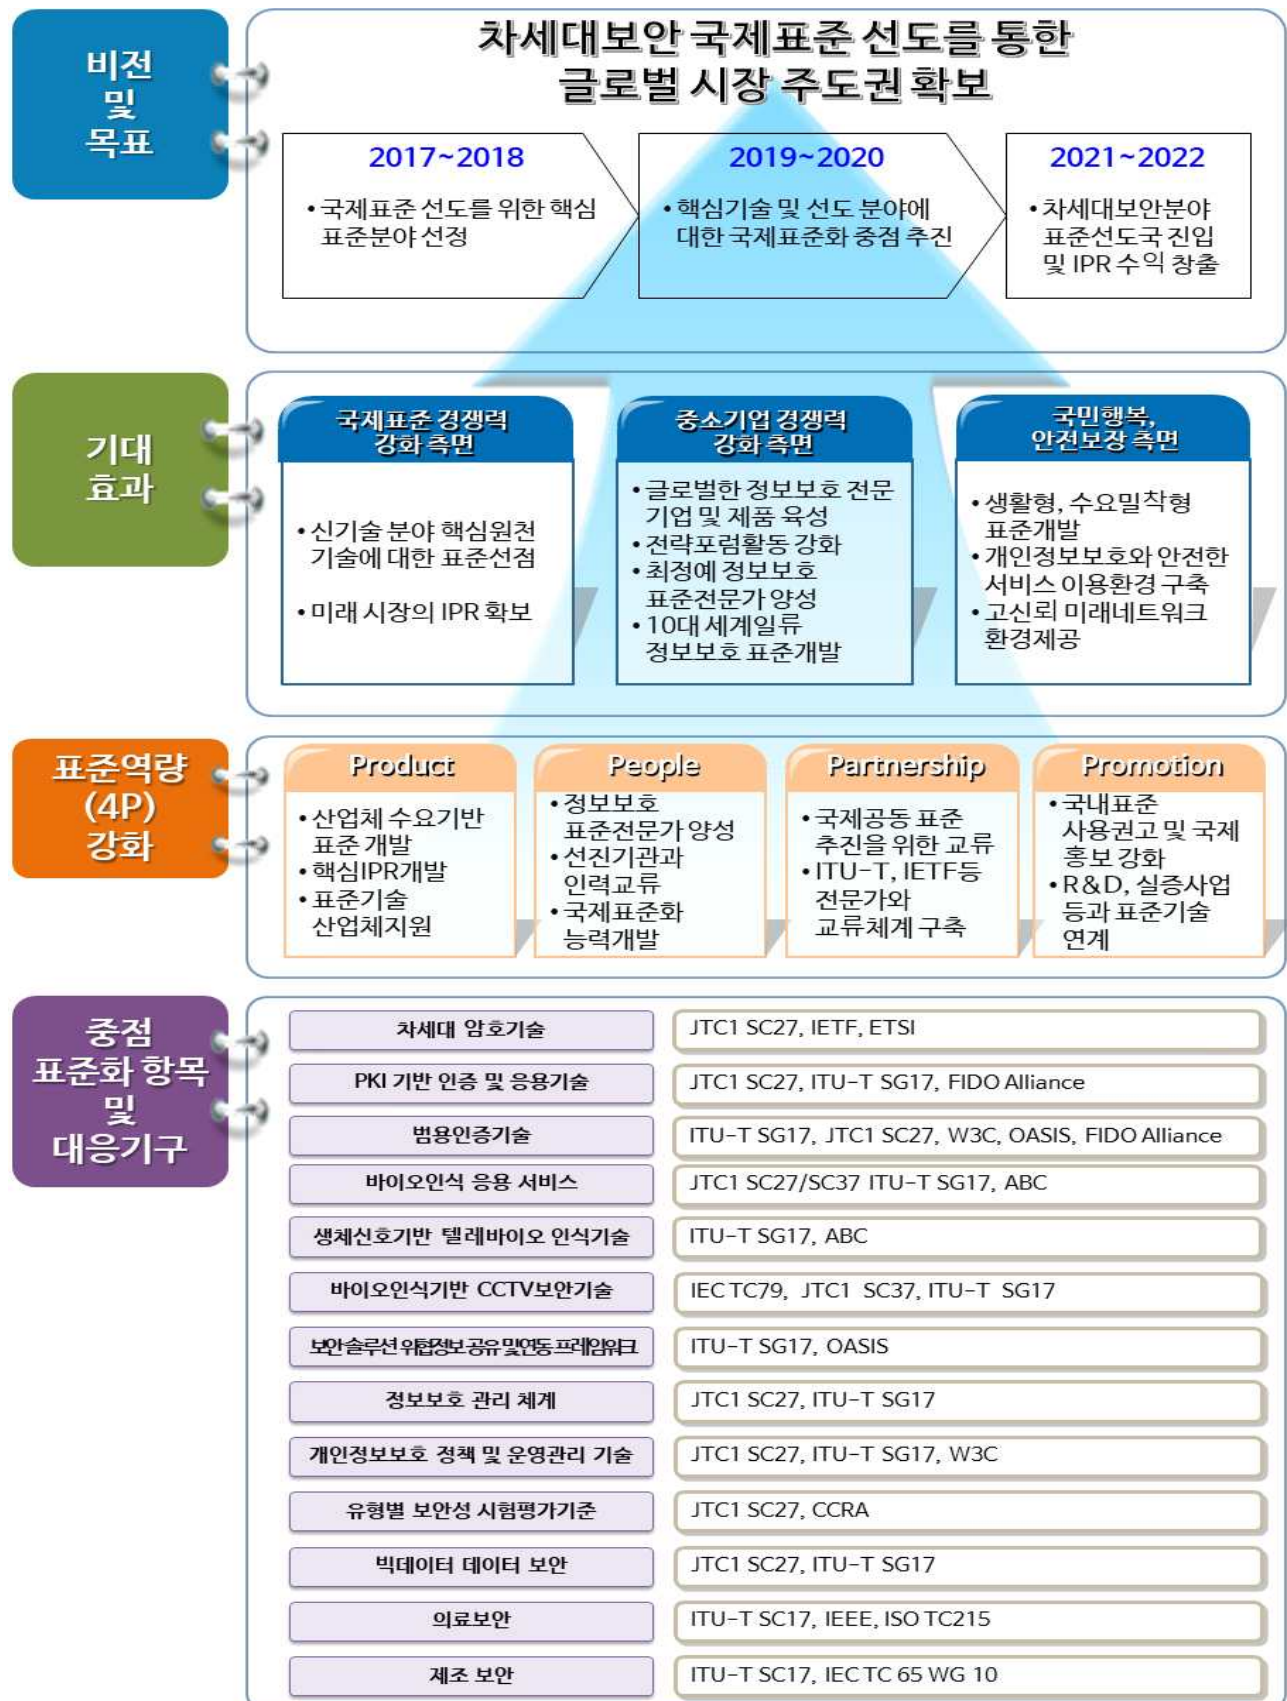 비전
및
목표
차세대보안 국제표준 선도를 통한
글로벌 시장 주도권 확보
2017~2018
• 국제표준 선도를 위한 핵심
표준분야 선정
2019~2020
• 핵심기술 및 선도 분야에
대한 국제표준화 중점 추진
2021~2022
• 차세대보안분야
표준선도국 진입
및 IPR 수익 창출
기대
효과
국제표준 경쟁력
강화 측면
• 신기술 분야 핵심원천
기술에 대한 표준선점
• 미래 시장의 IPR 확보
중소기업 경쟁력
강화 측면
• 글로벌한 정보보호 전문
기업 및 제품 육성
• 전략포럼활동 강화
• 최정예 정보보호
표준전문가 양성
• 10대 세계일류
정보보호 표준개발
국민행복,
안전보장 측면
• 생활형, 수요밀착형
표준개발
• 개인정보보호와 안전한
서비스 이용환경 구축
• 고신뢰 미래네트워크
환경제공
표준역량
(4P)
강화
Product
• 산업체 수요기반
표준 개발
• 핵심IPR개발
• 표준기술
산업체지원
People
• 정보보호
표준전문가 양성
• 선진기관과
인력교류
• 국제표준화
능력개발
Partnership
• 국제공동 표준
추진을 위한 교류
• ITU-T, IETF등
전문가와
교류체계 구축
Promotion
• 국내표준
사용권고 및 국제
홍보 강화
• R&D, 실증사업
등과 표준기술
연계
중점
표준화 항목
및
대응기구
차세대 암호기술
JTC1 SC27, IETF, ETSI
PKI 기반 인증 및 응용기술
JTC1 SC27, ITU-T SG17, FIDO Alliance
범용인증기술
ITU-T SG17, JTC1 SC27, W3C, OASIS, FIDO Alliance
바이오인식 응용 서비스
JTC1 SC27/SC37 ITU-T SG17, ABC
생체신호기반 텔레바이오 인식기술
ITU-T SG17, ABC
바이오인식기반 CCTV보안기술
IEC TC79, JTC1 SC37, ITU-T SG17
보안솔루션 위협정보 공유 및 연동 프레임워크
ITU-T SG17, OASIS
정보보호 관리 체계
JTC1 SC27, ITU-T SG17
개인정보보호 정책 및 운영관리 기술
JTC1 SC27, ITU-T SG17, W3C
유형별 보안성 시험평가기준
JTC1 SC27, CCRA
빅데이터 데이터 보안
JTC1 SC27, ITU-T SG17
의료보안
ITU-T SC17, IEEE, ISO TC215
제조 보안
ITU-T SC17, IEC TC 65 WG 10